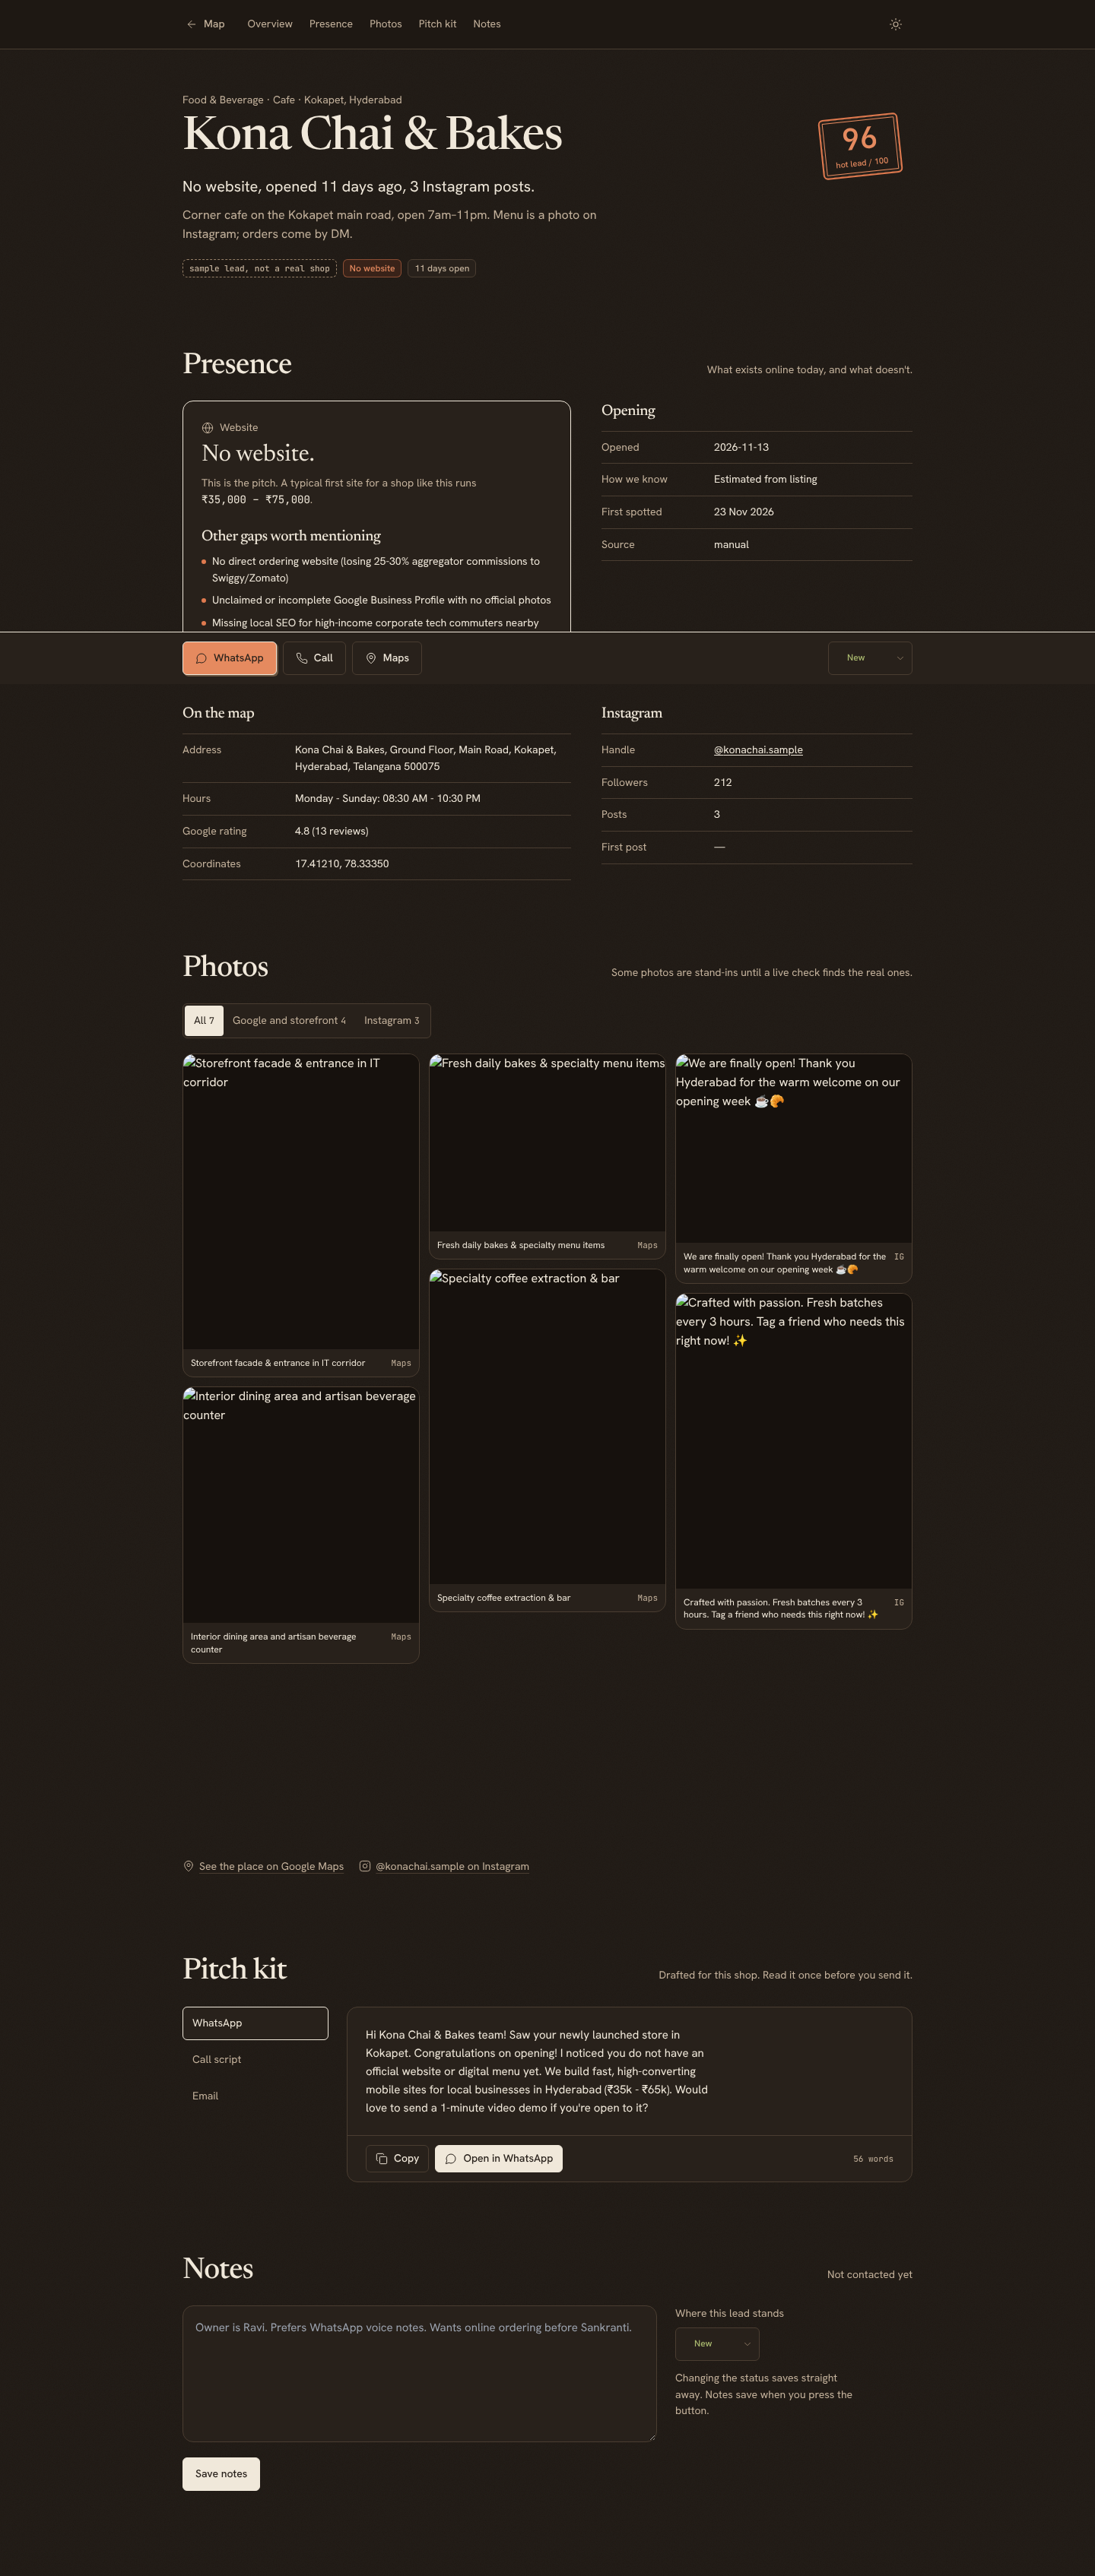 Map
Overview
Presence
Photos
Pitch kit
Notes
Food & Beverage · Cafe · Kokapet, Hyderabad
Kona Chai & Bakes
96
hot lead / 100
No website, opened 11 days ago, 3 Instagram posts.
Corner cafe on the Kokapet main road, open 7am–11pm. Menu is a photo on
Instagram; orders come by DM.
sample lead, not a real shop
No website
11 days open
Presence
What exists online today, and what doesn't.
Website
No website.
This is the pitch. A typical first site for a shop like this runs
₹35,000 – ₹75,000.
Other gaps worth mentioning
No direct ordering website (losing 25-30% aggregator commissions to
Swiggy/Zomato)
Unclaimed or incomplete Google Business Profile with no official photos
Missing local SEO for high-income corporate tech commuters nearby
Opening
Opened 2026-11-13
How we know Estimated from listing
First spotted 23 Nov 2026
Source manual
WhatsApp
Call
Maps
New
On the map
Address Kona Chai & Bakes, Ground Floor, Main Road, Kokapet,
Hyderabad, Telangana 500075
Hours Monday - Sunday: 08:30 AM - 10:30 PM
Google rating 4.8 (13 reviews)
Coordinates 17.41210, 78.33350
Instagram
Handle @konachai.sample
Followers 212
Posts 3
First post —
Photos
Some photos are stand-ins until a live check finds the real ones.
All 7
Google and storefront 4
Instagram 3
Storefront facade & entrance in IT
corridor
Storefront facade & entrance in IT corridor
Maps
Interior dining area and artisan beverage
counter
Interior dining area and artisan beverage
counter
Maps
Fresh daily bakes & specialty menu items
Fresh daily bakes & specialty menu items
Maps
Specialty coffee extraction & bar
Specialty coffee extraction & bar
Maps
We are finally open! Thank you
Hyderabad for the warm welcome on our
opening week ☕🥐
We are finally open! Thank you Hyderabad for the
warm welcome on our opening week ☕🥐
IG
Crafted with passion. Fresh batches
every 3 hours. Tag a friend who needs this
right now! ✨
Crafted with passion. Fresh batches every 3
hours. Tag a friend who needs this right now! ✨
IG
See the place on Google Maps
@konachai.sample on Instagram
Pitch kit
Drafted for this shop. Read it once before you send it.
WhatsApp
Call script
Email
Hi Kona Chai & Bakes team! Saw your newly launched store in
Kokapet. Congratulations on opening! I noticed you do not have an
official website or digital menu yet. We build fast, high-converting
mobile sites for local businesses in Hyderabad (₹35k - ₹65k). Would
love to send a 1-minute video demo if you're open to it?
Copy
Open in WhatsApp
56 words
Notes
Not contacted yet
Owner is Ravi. Prefers WhatsApp voice notes. Wants online ordering before Sankranti.
Where this lead stands
New
Changing the status saves straight
away. Notes save when you press the
button.
Save notes